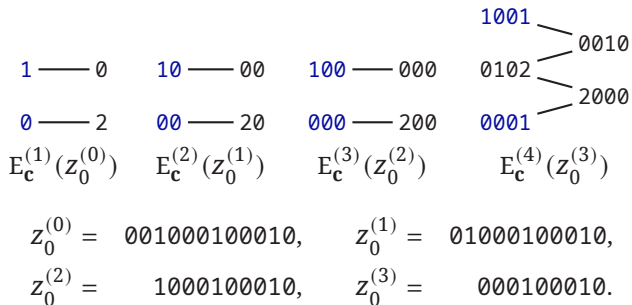 1001
0010
1 0 10 00 100 000 0102
2000
0 2 00 20 000 200 0001
E_c^(1)(z_0^(0)) E_c^(2)(z_0^(1)) E_c^(3)(z_0^(2)) E_c^(4)(z_0^(3))
z_0^(0) = 001000100010, z_0^(1) = 01000100010,
z_0^(2) = 1000100010, z_0^(3) = 000100010.